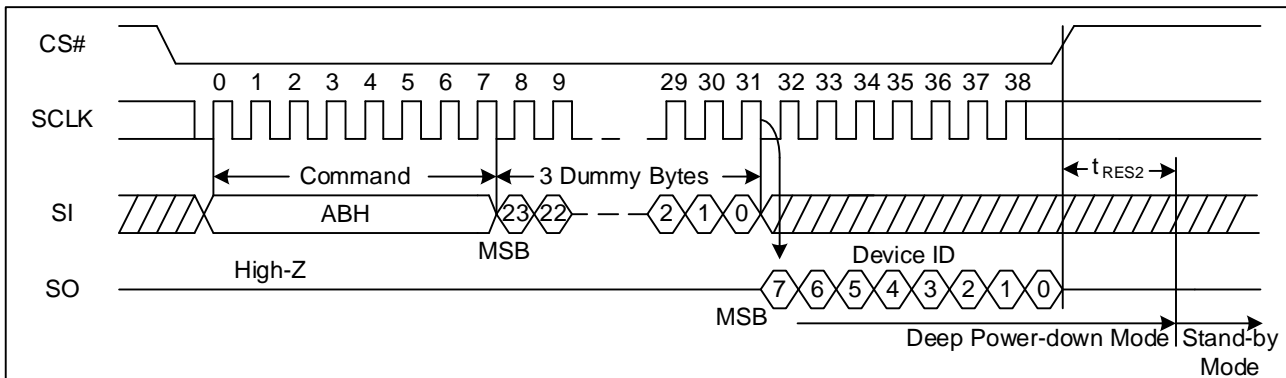 CS#
0 1 2 3 4 5 6 7 8 9 29 30 31 32 33 34 35 36 37 38
SCLK
Command 3 Dummy Bytes tRES2
SI ABH 23 22 2 1 0
MSB
High-Z Device ID
SO 7 6 5 4 3 2 1 0
MSB
Deep Power-down Mode Stand-by
Mode